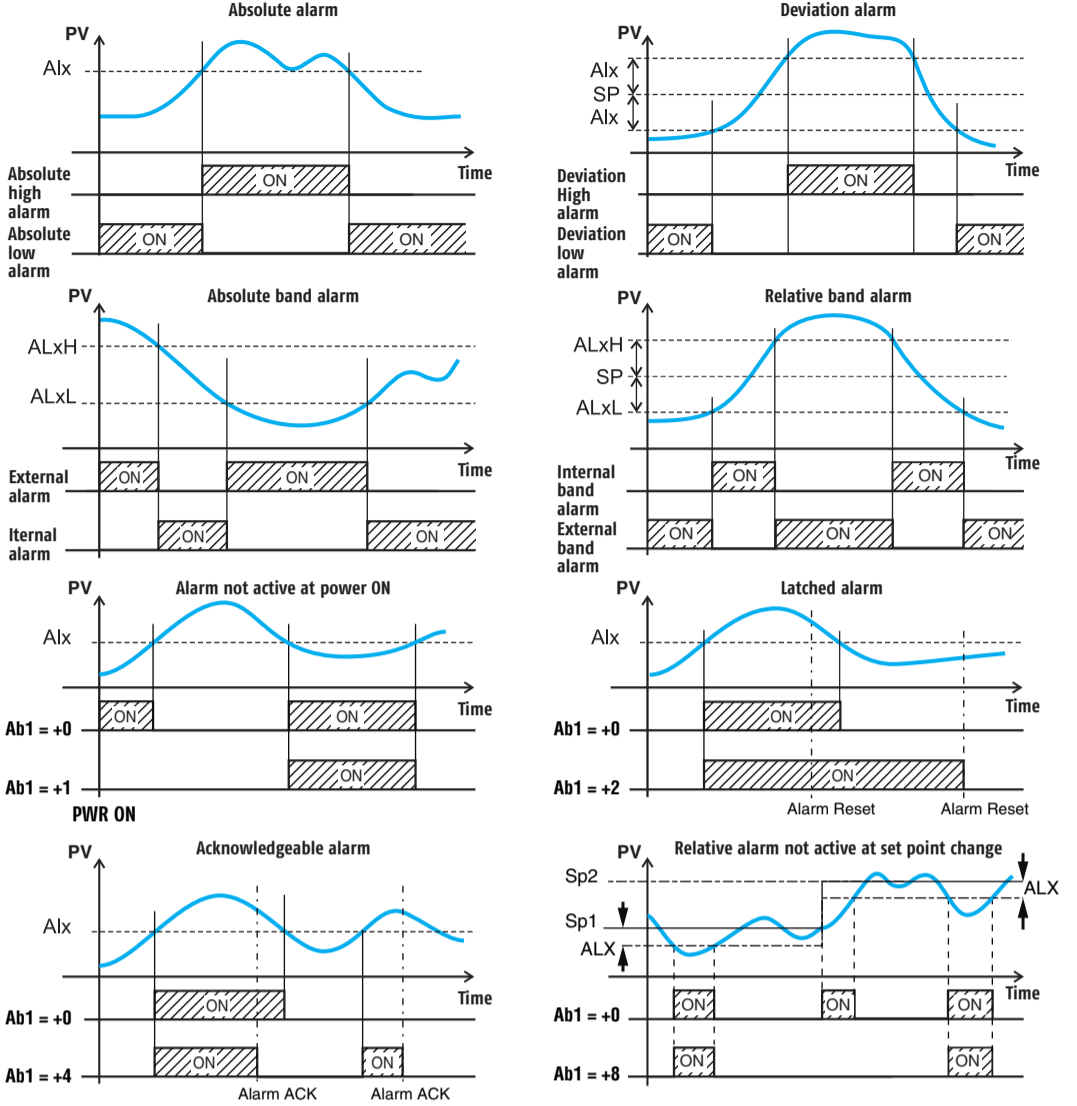 Absolute alarm
PV
Alx
Time
Absolute
high
alarm
ON
Absolute
low
alarm
ON
ON
Deviation alarm
PV
Alx
SP
Alx
Time
Deviation
High
alarm
ON
Deviation
low
alarm
ON
ON
Absolute band alarm
PV
ALxH
ALxL
Time
External
alarm
ON
ON
Iternal
alarm
ON
ON
Relative band alarm
PV
ALxH
SP
ALxL
Time
Internal
band
alarm
ON
ON
External
band
alarm
ON
ON
ON
Alarm not active at power ON
PV
Alx
Time
ON
ON
Ab1 = +0
ON
Ab1 = +1
PWR ON
Latched alarm
PV
Alx
Time
ON
Ab1 = +0
ON
Ab1 = +2
Alarm Reset
Alarm Reset
Acknowledgeable alarm
PV
Alx
Time
ON
Ab1 = +0
ON
ON
Ab1 = +4
Alarm ACK
Alarm ACK
Relative alarm not active at set point change
PV
Sp2
ALX
Sp1
ALX
Time
ON
ON
ON
Ab1 = +0
ON
ON
Ab1 = +8